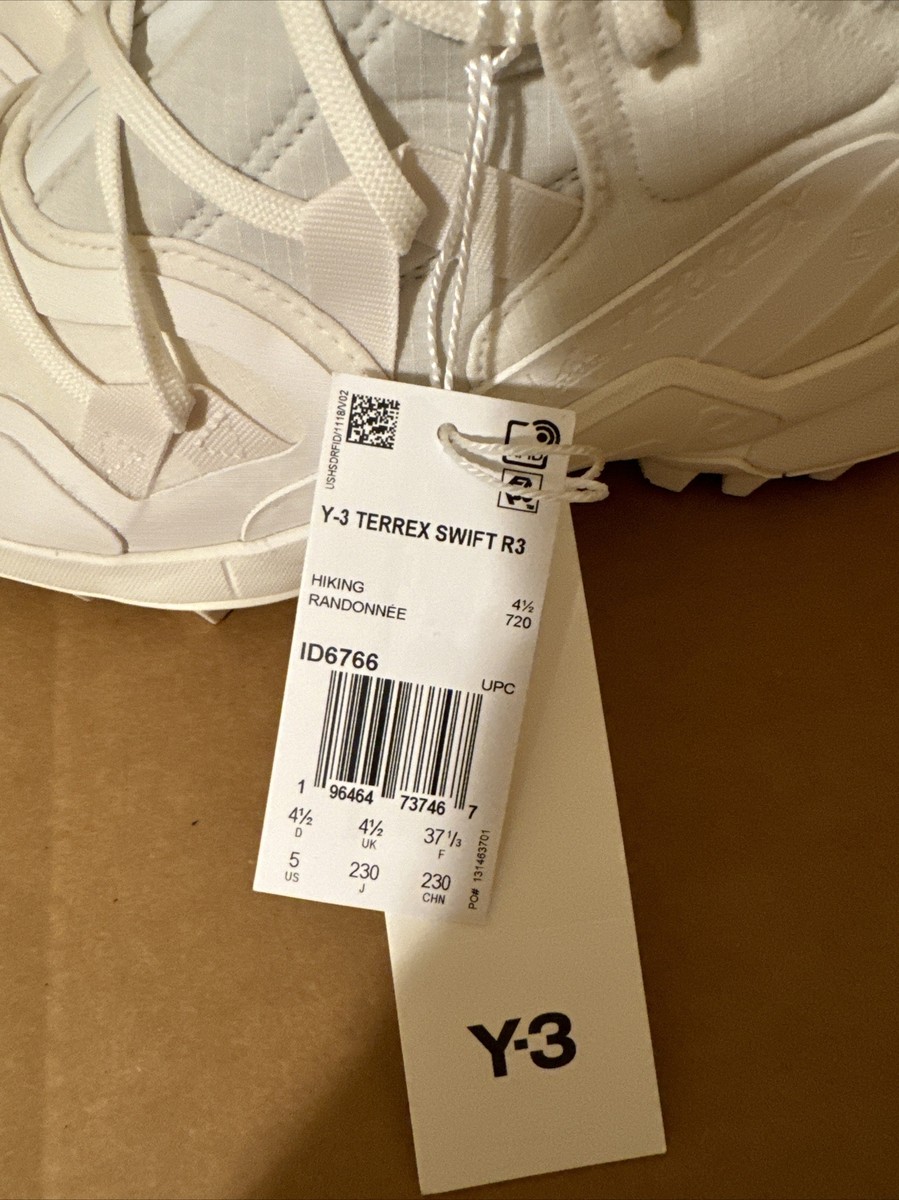 TERREX
USHSDRFID/1118/V02
Y-3 TERREX SWIFT R3
HIKING
RANDONNÉE
4½
720
ID6766
UPC
1 96464 73746 7
4½ 4½ 37⅓
D UK F
5 230 230
US J CHN
PO# 131463701
Y-3